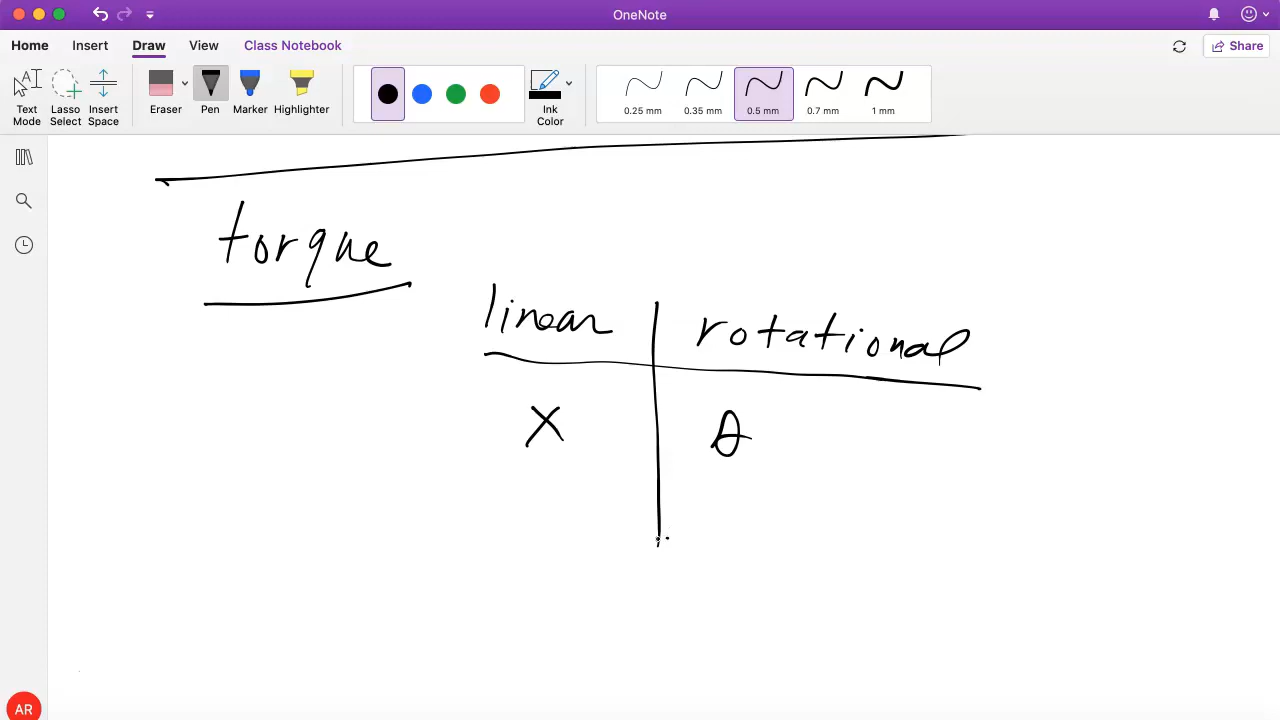 OneNote
Home Insert Draw View Class Notebook
Share
Text Mode
Lasso Select
Insert Space
Eraser
Pen
Marker
Highlighter
Ink Color
0.25 mm
0.35 mm
0.5 mm
0.7 mm
1 mm
torque
linear rotational
X θ
AR